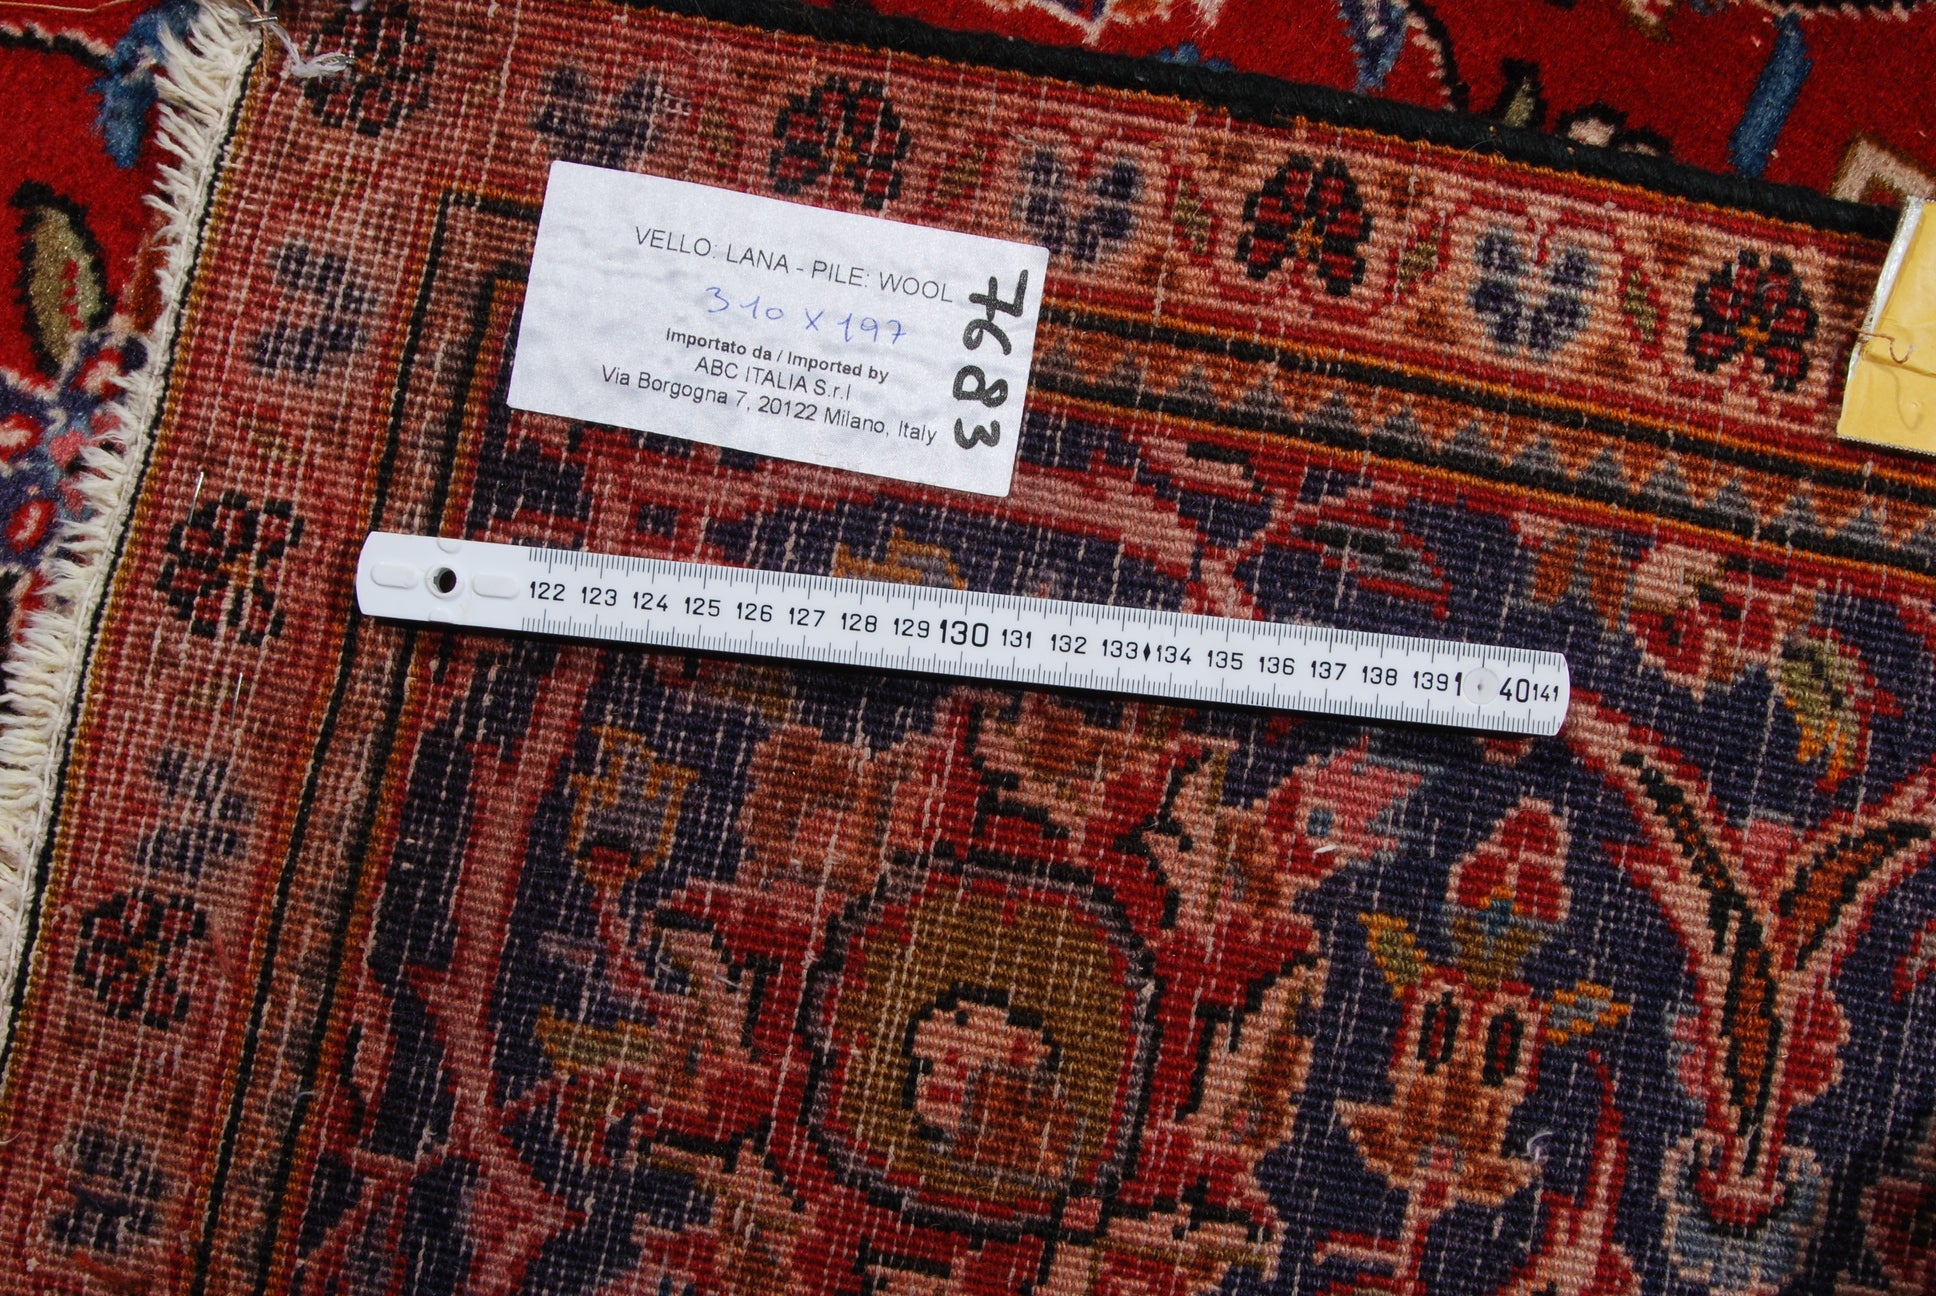 VELLO: LANA - PILE: WOOL
310 X 197
Importato da / Imported by
ABC ITALIA S.r.l
Via Borgogna 7, 20122 Milano, Italy
7683
122 123 124 125 126 127 128 129 130 131 132 133 134 135 136 137 138 139 1 40 141